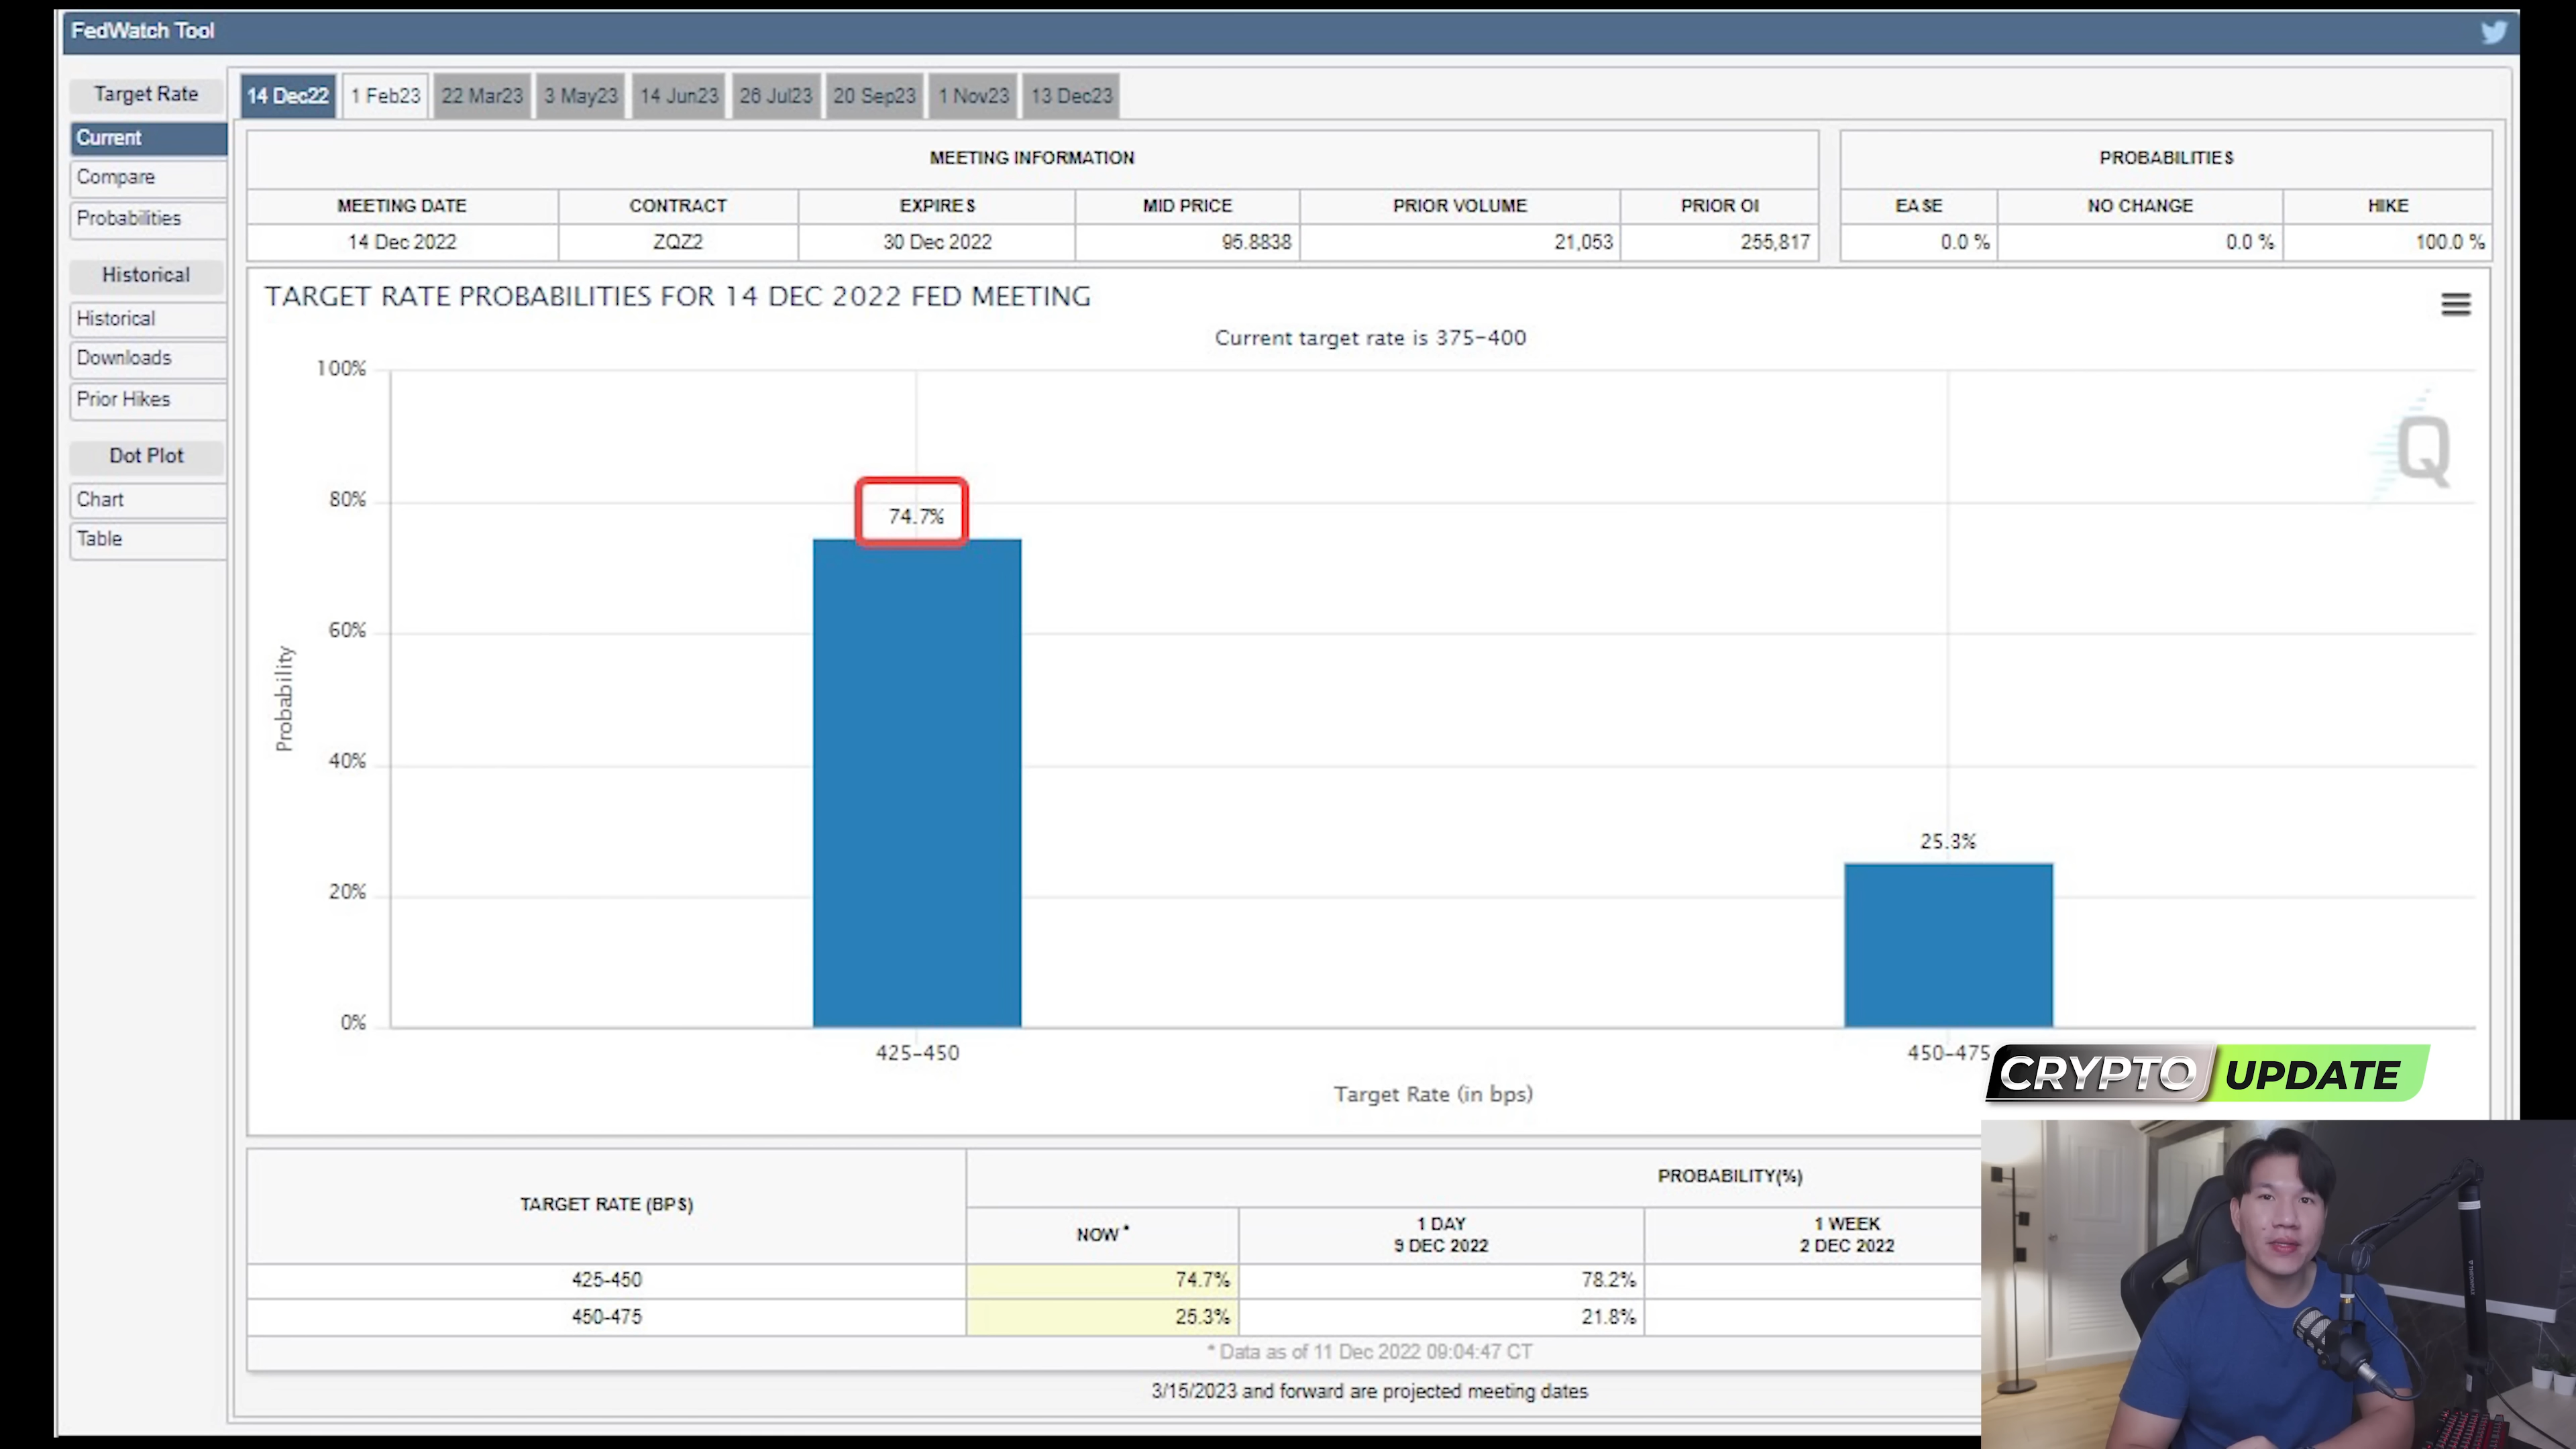 FedWatch Tool
Target Rate
Current
Compare
Probabilities
Historical
Historical
Downloads
Prior Hikes
Dot Plot
Chart
Table
14 Dec22 1 Feb23 22 Mar23 3 May23 14 Jun23 26 Jul23 20 Sep23 1 Nov23 13 Dec23
MEETING INFORMATION
MEETING DATE CONTRACT EXPIRES MID PRICE PRIOR VOLUME PRIOR OI
14 Dec 2022 ZQZ2 30 Dec 2022 95.8838 21,053 255,817
PROBABILITIES
EASE NO CHANGE HIKE
0.0 % 0.0 % 100.0 %
TARGET RATE PROBABILITIES FOR 14 DEC 2022 FED MEETING
Current target rate is 375-400
Q
Probability
100%
80%
60%
40%
20%
0%
74.7%
25.3%
425-450
450-475
Target Rate (in bps)
CRYPTO UPDATE
TARGET RATE (BPS)
PROBABILITY(%)
NOW *
1 DAY
9 DEC 2022
1 WEEK
2 DEC 2022
425-450 74.7% 78.2%
450-475 25.3% 21.8%
* Data as of 11 Dec 2022 09:04:47 CT
3/15/2023 and forward are projected meeting dates